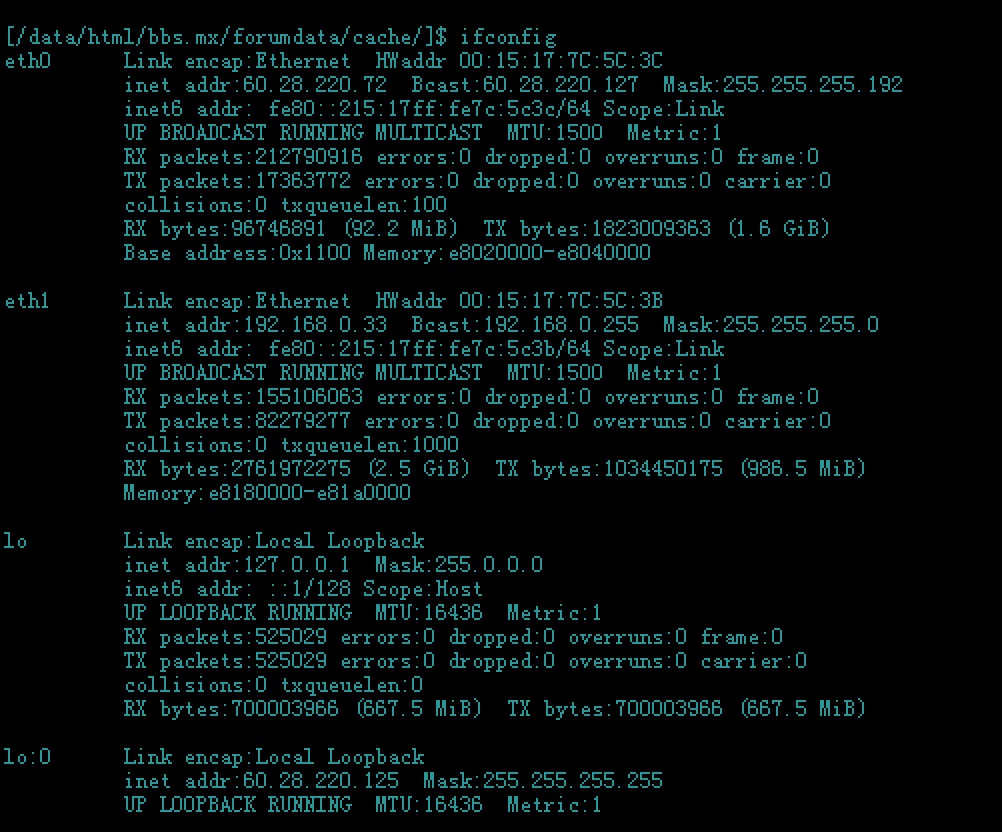 [/data/html/bbs.mx/forumdata/cache/]$ ifconfig
eth0 Link encap:Ethernet HWaddr 00:15:17:7C:5C:3C
inet addr:60.28.220.72 Bcast:60.28.220.127 Mask:255.255.255.192
inet6 addr: fe80::215:17ff:fe7c:5c3c/64 Scope:Link
UP BROADCAST RUNNING MULTICAST MTU:1500 Metric:1
RX packets:212790916 errors:0 dropped:0 overruns:0 frame:0
TX packets:17363772 errors:0 dropped:0 overruns:0 carrier:0
collisions:0 txqueuelen:100
RX bytes:96746891 (92.2 MiB) TX bytes:1823009363 (1.6 GiB)
Base address:0x1100 Memory:e8020000-e8040000
eth1 Link encap:Ethernet HWaddr 00:15:17:7C:5C:3B
inet addr:192.168.0.33 Bcast:192.168.0.255 Mask:255.255.255.0
inet6 addr: fe80::215:17ff:fe7c:5c3b/64 Scope:Link
UP BROADCAST RUNNING MULTICAST MTU:1500 Metric:1
RX packets:155106063 errors:0 dropped:0 overruns:0 frame:0
TX packets:82279277 errors:0 dropped:0 overruns:0 carrier:0
collisions:0 txqueuelen:1000
RX bytes:2761972275 (2.5 GiB) TX bytes:1034450175 (986.5 MiB)
Memory:e8180000-e81a0000
lo Link encap:Local Loopback
inet addr:127.0.0.1 Mask:255.0.0.0
inet6 addr: ::1/128 Scope:Host
UP LOOPBACK RUNNING MTU:16436 Metric:1
RX packets:525029 errors:0 dropped:0 overruns:0 frame:0
TX packets:525029 errors:0 dropped:0 overruns:0 carrier:0
collisions:0 txqueuelen:0
RX bytes:700003966 (667.5 MiB) TX bytes:700003966 (667.5 MiB)
lo:0 Link encap:Local Loopback
inet addr:60.28.220.125 Mask:255.255.255.255
UP LOOPBACK RUNNING MTU:16436 Metric:1